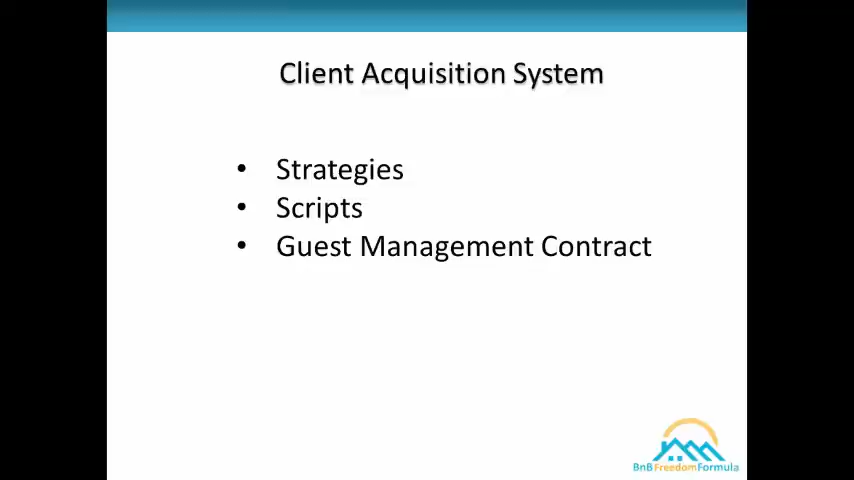 Client Acquisition System
• Strategies
• Scripts
• Guest Management Contract
BnBFreedomFormula